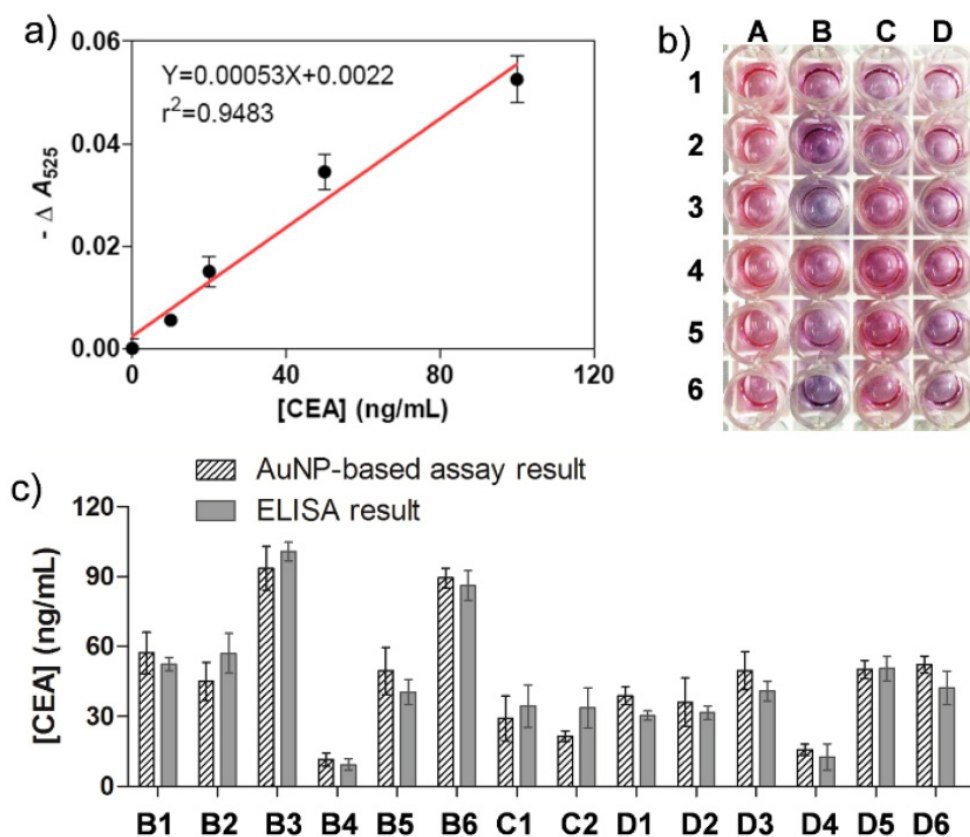 a)
0.06
0.04
0.02
0.00
Y=0.00053X+0.0022
r²=0.9483
- Δ A₅₂₅
0 40 80 120
[CEA] (ng/mL)
b)
A B C D
1
2
3
4
5
6
c)
AuNP-based assay result
ELISA result
120
90
60
30
0
[CEA] (ng/mL)
B1 B2 B3 B4 B5 B6 C1 C2 D1 D2 D3 D4 D5 D6